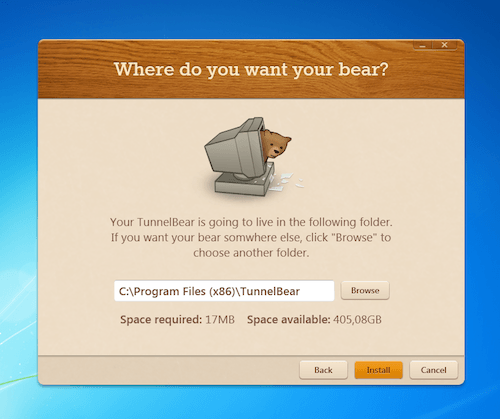 Where do you want your bear?
Your TunnelBear is going to live in the following folder.
If you want your bear somwhere else, click "Browse" to
choose another folder.
C:\Program Files (x86)\TunnelBear
Browse
Space required: 17MB Space available: 405,08GB
Back
Install
Cancel